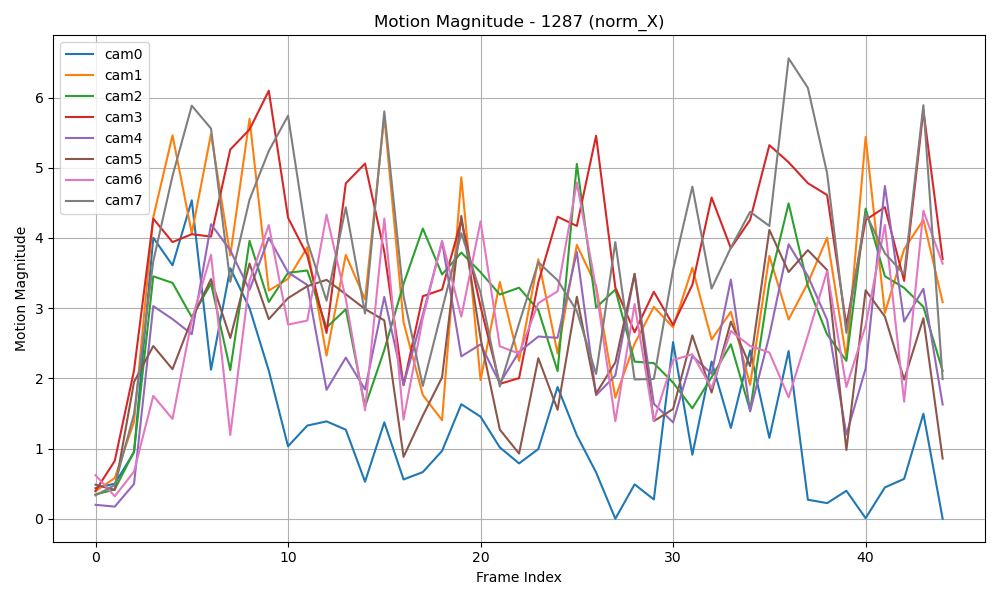 Motion Magnitude - 1287 (norm_X)
cam0
cam1
cam2
cam3
cam4
cam5
cam6
cam7
Motion Magnitude
6
5
4
3
2
1
0
0 10 20 30 40
Frame Index